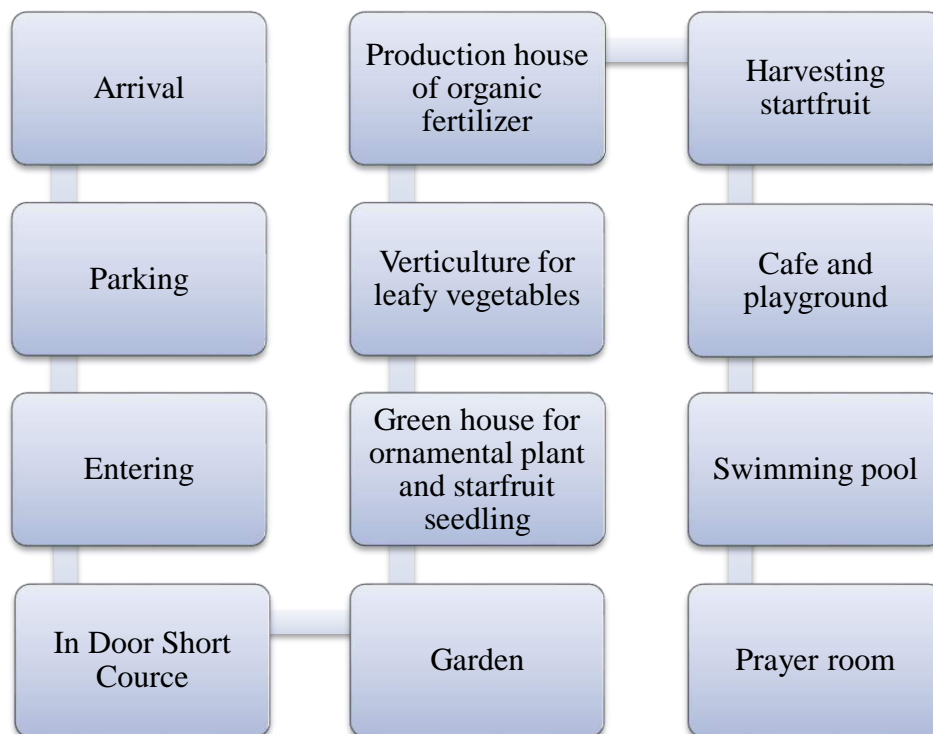 Arrival
Parking
Entering
In Door Short
Cource
Garden
Green house for
ornamental plant
and starfruit
seedling
Verticulture for
leafy vegetables
Production house
of organic
fertilizer
Harvesting
startfruit
Cafe and
playground
Swimming pool
Prayer room